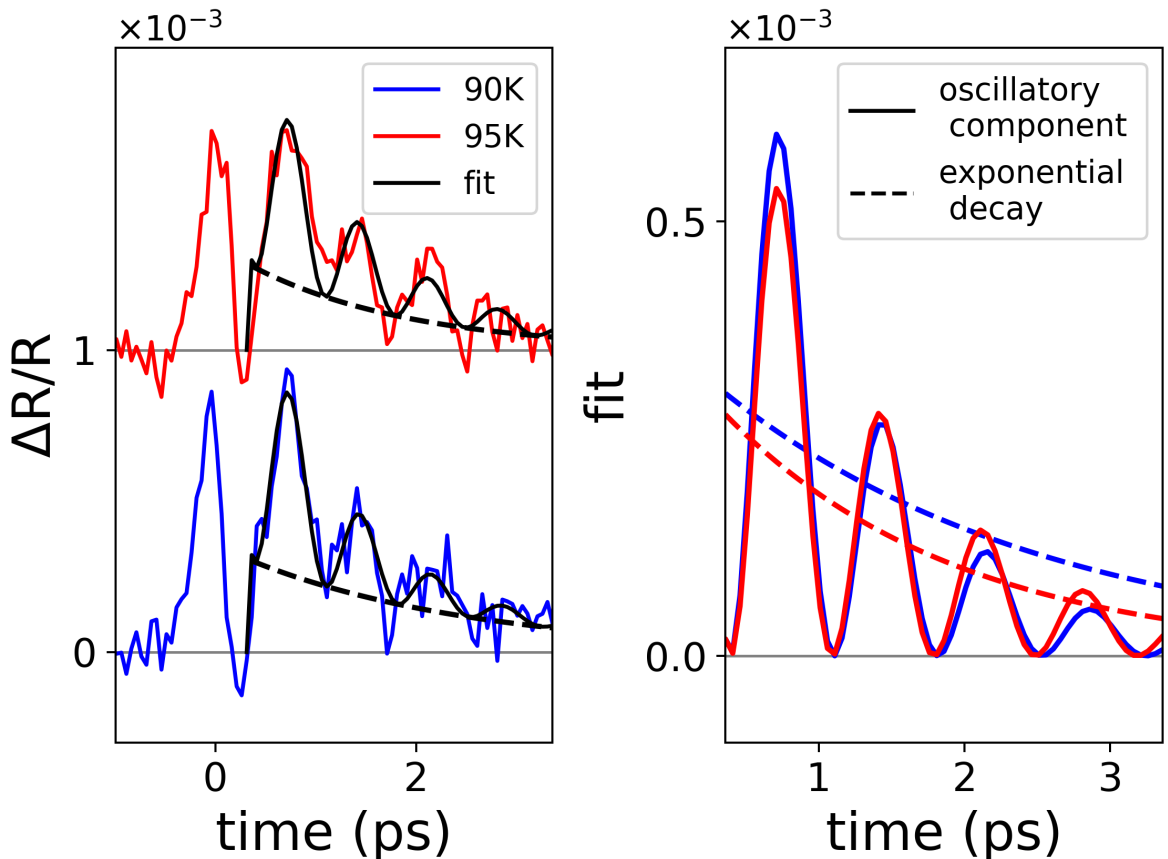 ×10⁻³
90K
95K
fit
ΔR/R
1
0
0
2
time (ps)
×10⁻³
oscillatory
component
exponential
decay
fit
0.5
0.0
1
2
3
time (ps)